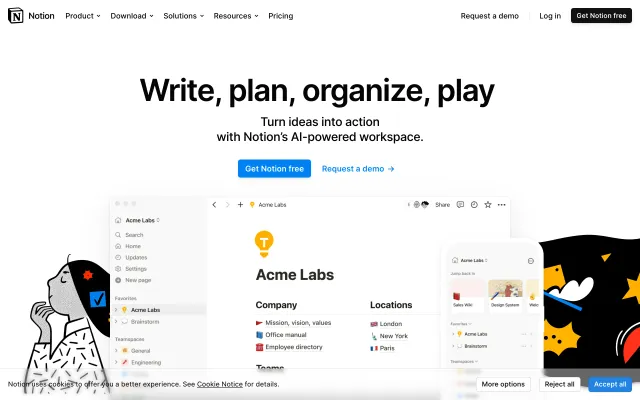 Notion
Product
Download
Solutions
Resources
Pricing
Request a demo
Log in
Get Notion free
Write, plan, organize, play
Turn ideas into action
with Notion’s AI-powered workspace.
Get Notion free
Request a demo →
Acme Labs
Search
Home
Updates
Settings
New page
Favorites
Acme Labs
Brainstorm
Teamspaces
General
Engineering
Acme Labs
Share
Acme Labs
Company
Mission, vision, values
Office manual
Employee directory
Locations
London
New York
Paris
Teams
Acme Labs
Jump back in
Sales Wiki
Design System
Favorites
Acme Labs
Brainstorm
Teamspaces
General
Notion uses cookies to offer you a better experience. See Cookie Notice for details.
More options
Reject all
Accept all